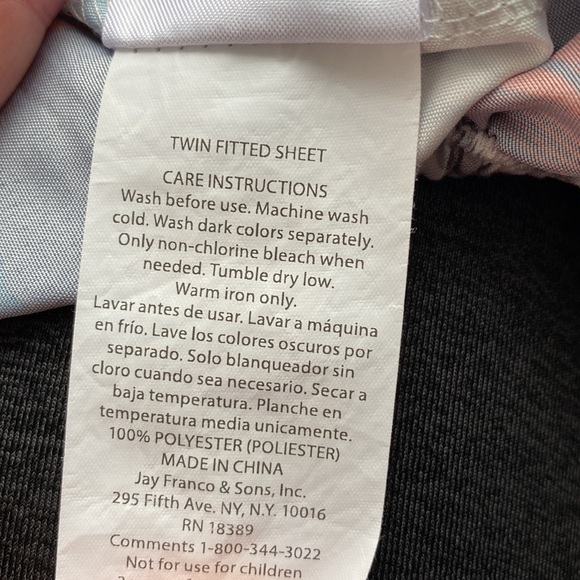 TWIN FITTED SHEET
CARE INSTRUCTIONS
Wash before use. Machine wash
cold. Wash dark colors separately.
Only non-chlorine bleach when
needed. Tumble dry low.
Warm iron only.
Lavar antes de usar. Lavar a máquina
en frío. Lave los colores oscuros por
separado. Solo blanqueador sin
cloro cuando sea necesario. Secar a
baja temperatura. Planche en
temperatura media unicamente.
100% POLYESTER (POLIESTER)
MADE IN CHINA
Jay Franco & Sons, Inc.
295 Fifth Ave. NY, N.Y. 10016
RN 18389
Comments 1-800-344-3022
Not for use for children